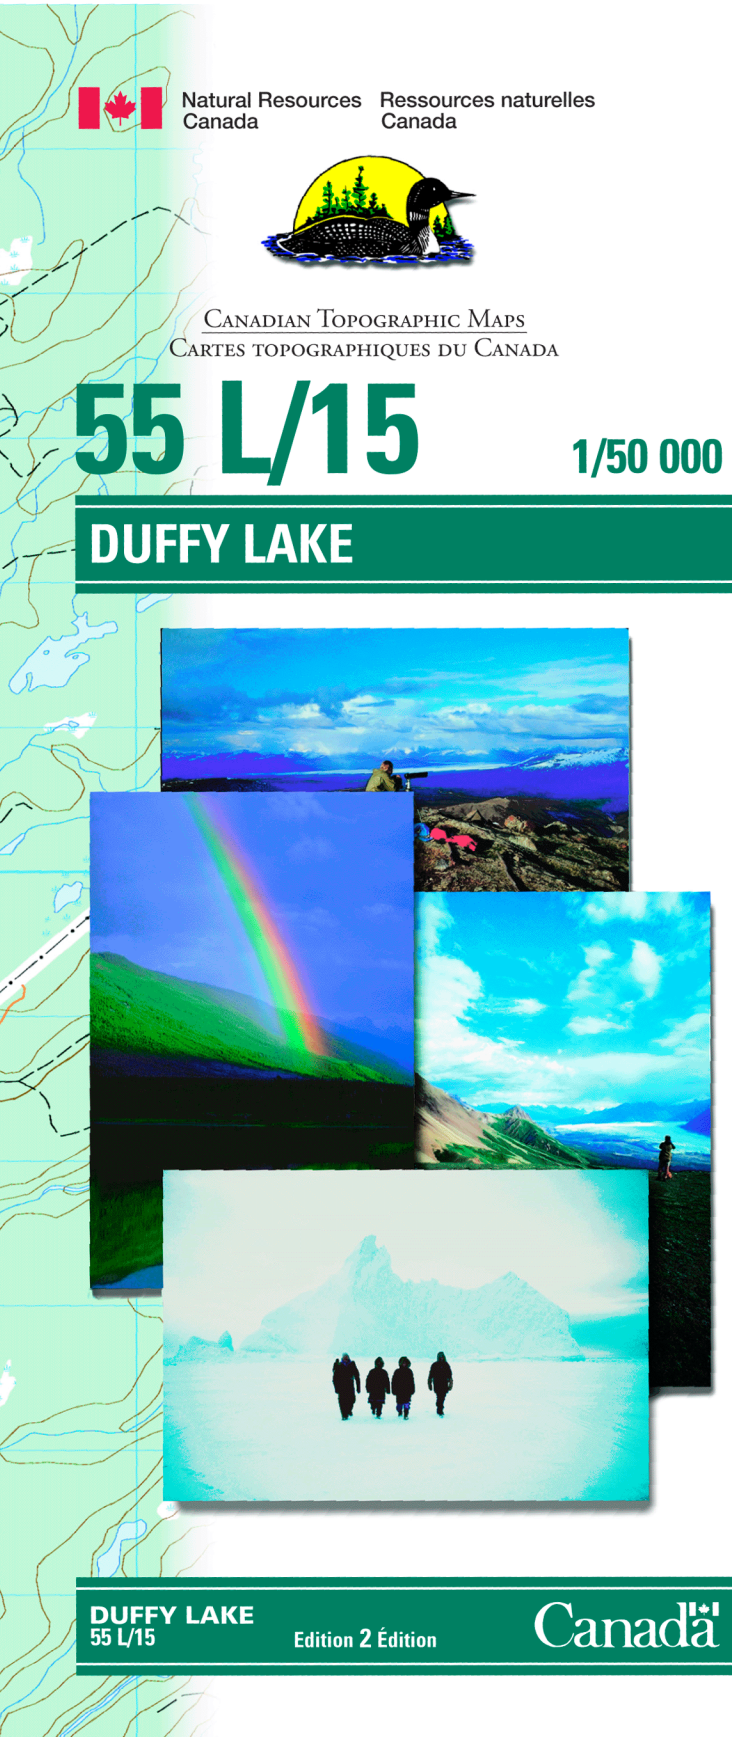 Natural Resources Canada
Ressources naturelles Canada
CANADIAN TOPOGRAPHIC MAPS
CARTES TOPOGRAPHIQUES DU CANADA
55 L/15
1/50 000
DUFFY LAKE
DUFFY LAKE
55 L/15
Edition 2 Édition
Canada